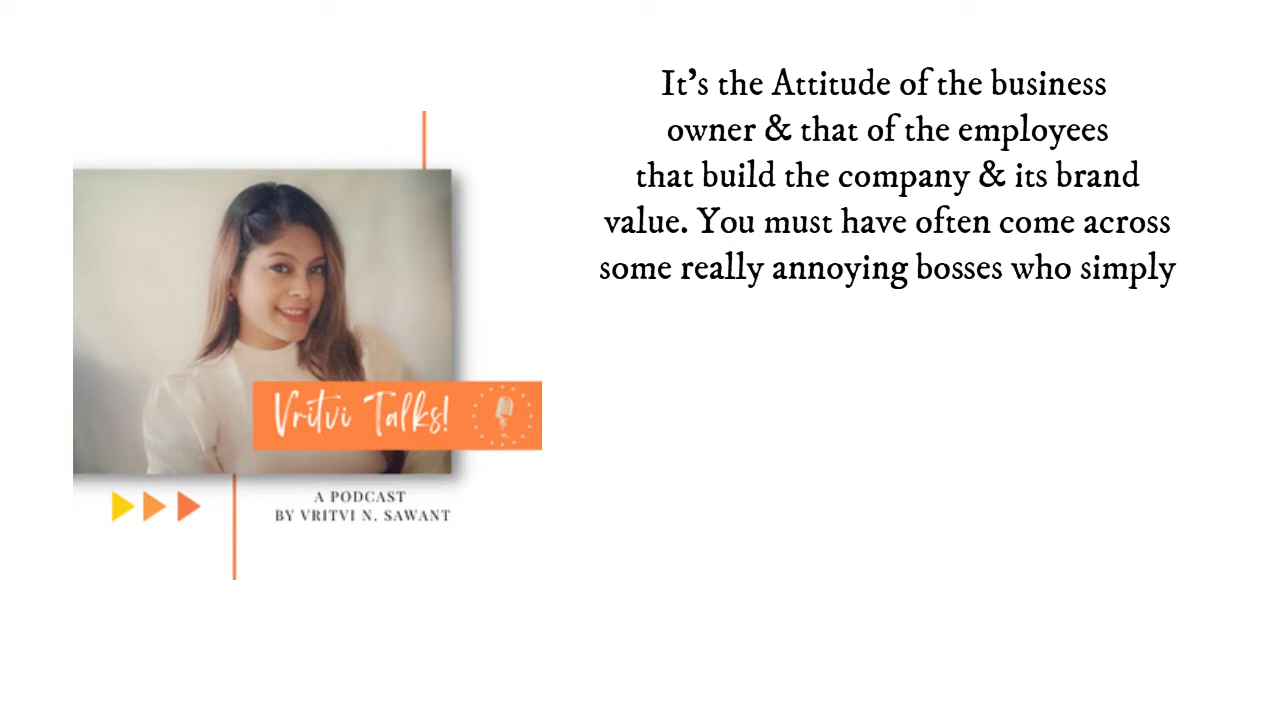 It's the Attitude of the business
owner & that of the employees
that build the company & its brand
value. You must have often come across
some really annoying bosses who simply
Vritvi Talks!
A PODCAST
BY VRITVI N. SAWANT